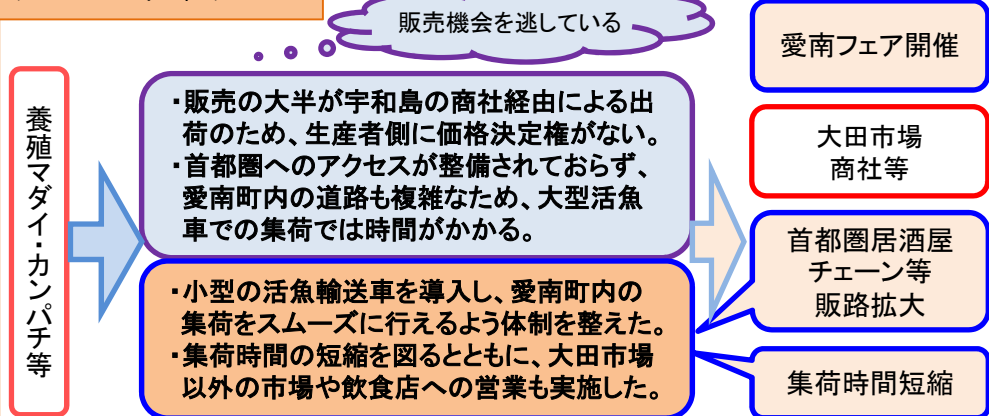 販売機会を逃している
養殖マダイ・カンパチ等
・販売の大半が宇和島の商社経由による出
荷のため、生産者側に価格決定権がない。
・首都圏へのアクセスが整備されておらず、
愛南町内の道路も複雑なため、大型活魚
車での集荷では時間がかかる。
・小型の活魚輸送車を導入し、愛南町内の
集荷をスムーズに行えるよう体制を整えた。
・集荷時間の短縮を図るとともに、大田市場
以外の市場や飲食店への営業も実施した。
愛南フェア開催
大田市場
商社等
首都圏居酒屋
チェーン等
販路拡大
集荷時間短縮